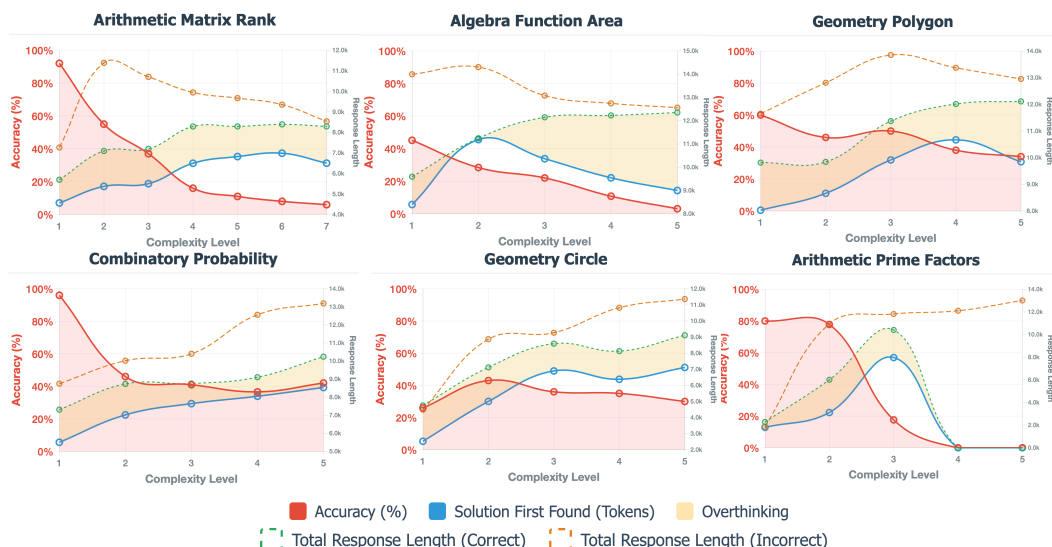 Arithmetic Matrix Rank
Accuracy (%)
100%
80%
60%
40%
20%
0%
12.0k
11.0k
10.0k
9.0k
8.0k
7.0k
6.0k
5.0k
4.0k
Response Length
1 2 3 4 5 6 7
Complexity Level
Algebra Function Area
Accuracy (%)
100%
80%
60%
40%
20%
0%
15.0k
14.0k
13.0k
12.0k
11.0k
10.0k
9.0k
8.0k
Response Length
1 2 3 4 5
Complexity Level
Geometry Polygon
Accuracy (%)
100%
80%
60%
40%
20%
0%
14.0k
13.0k
12.0k
11.0k
10.0k
9.0k
8.0k
Response Length
1 2 3 4 5
Complexity Level
Combinatory Probability
Accuracy (%)
100%
80%
60%
40%
20%
0%
14.0k
13.0k
12.0k
11.0k
10.0k
9.0k
8.0k
7.0k
6.0k
5.0k
Response Length
1 2 3 4 5
Complexity Level
Geometry Circle
Accuracy (%)
100%
80%
60%
40%
20%
0%
12.0k
11.0k
10.0k
9.0k
8.0k
7.0k
6.0k
5.0k
4.0k
3.0k
2.0k
Response Length
1 2 3 4 5
Complexity Level
Arithmetic Prime Factors
Accuracy (%)
100%
80%
60%
40%
20%
0%
14.0k
12.0k
10.0k
8.0k
6.0k
4.0k
2.0k
0.0k
Response Length
1 2 3 4 5
Complexity Level
Accuracy (%) Solution First Found (Tokens) Overthinking
Total Response Length (Correct) Total Response Length (Incorrect)